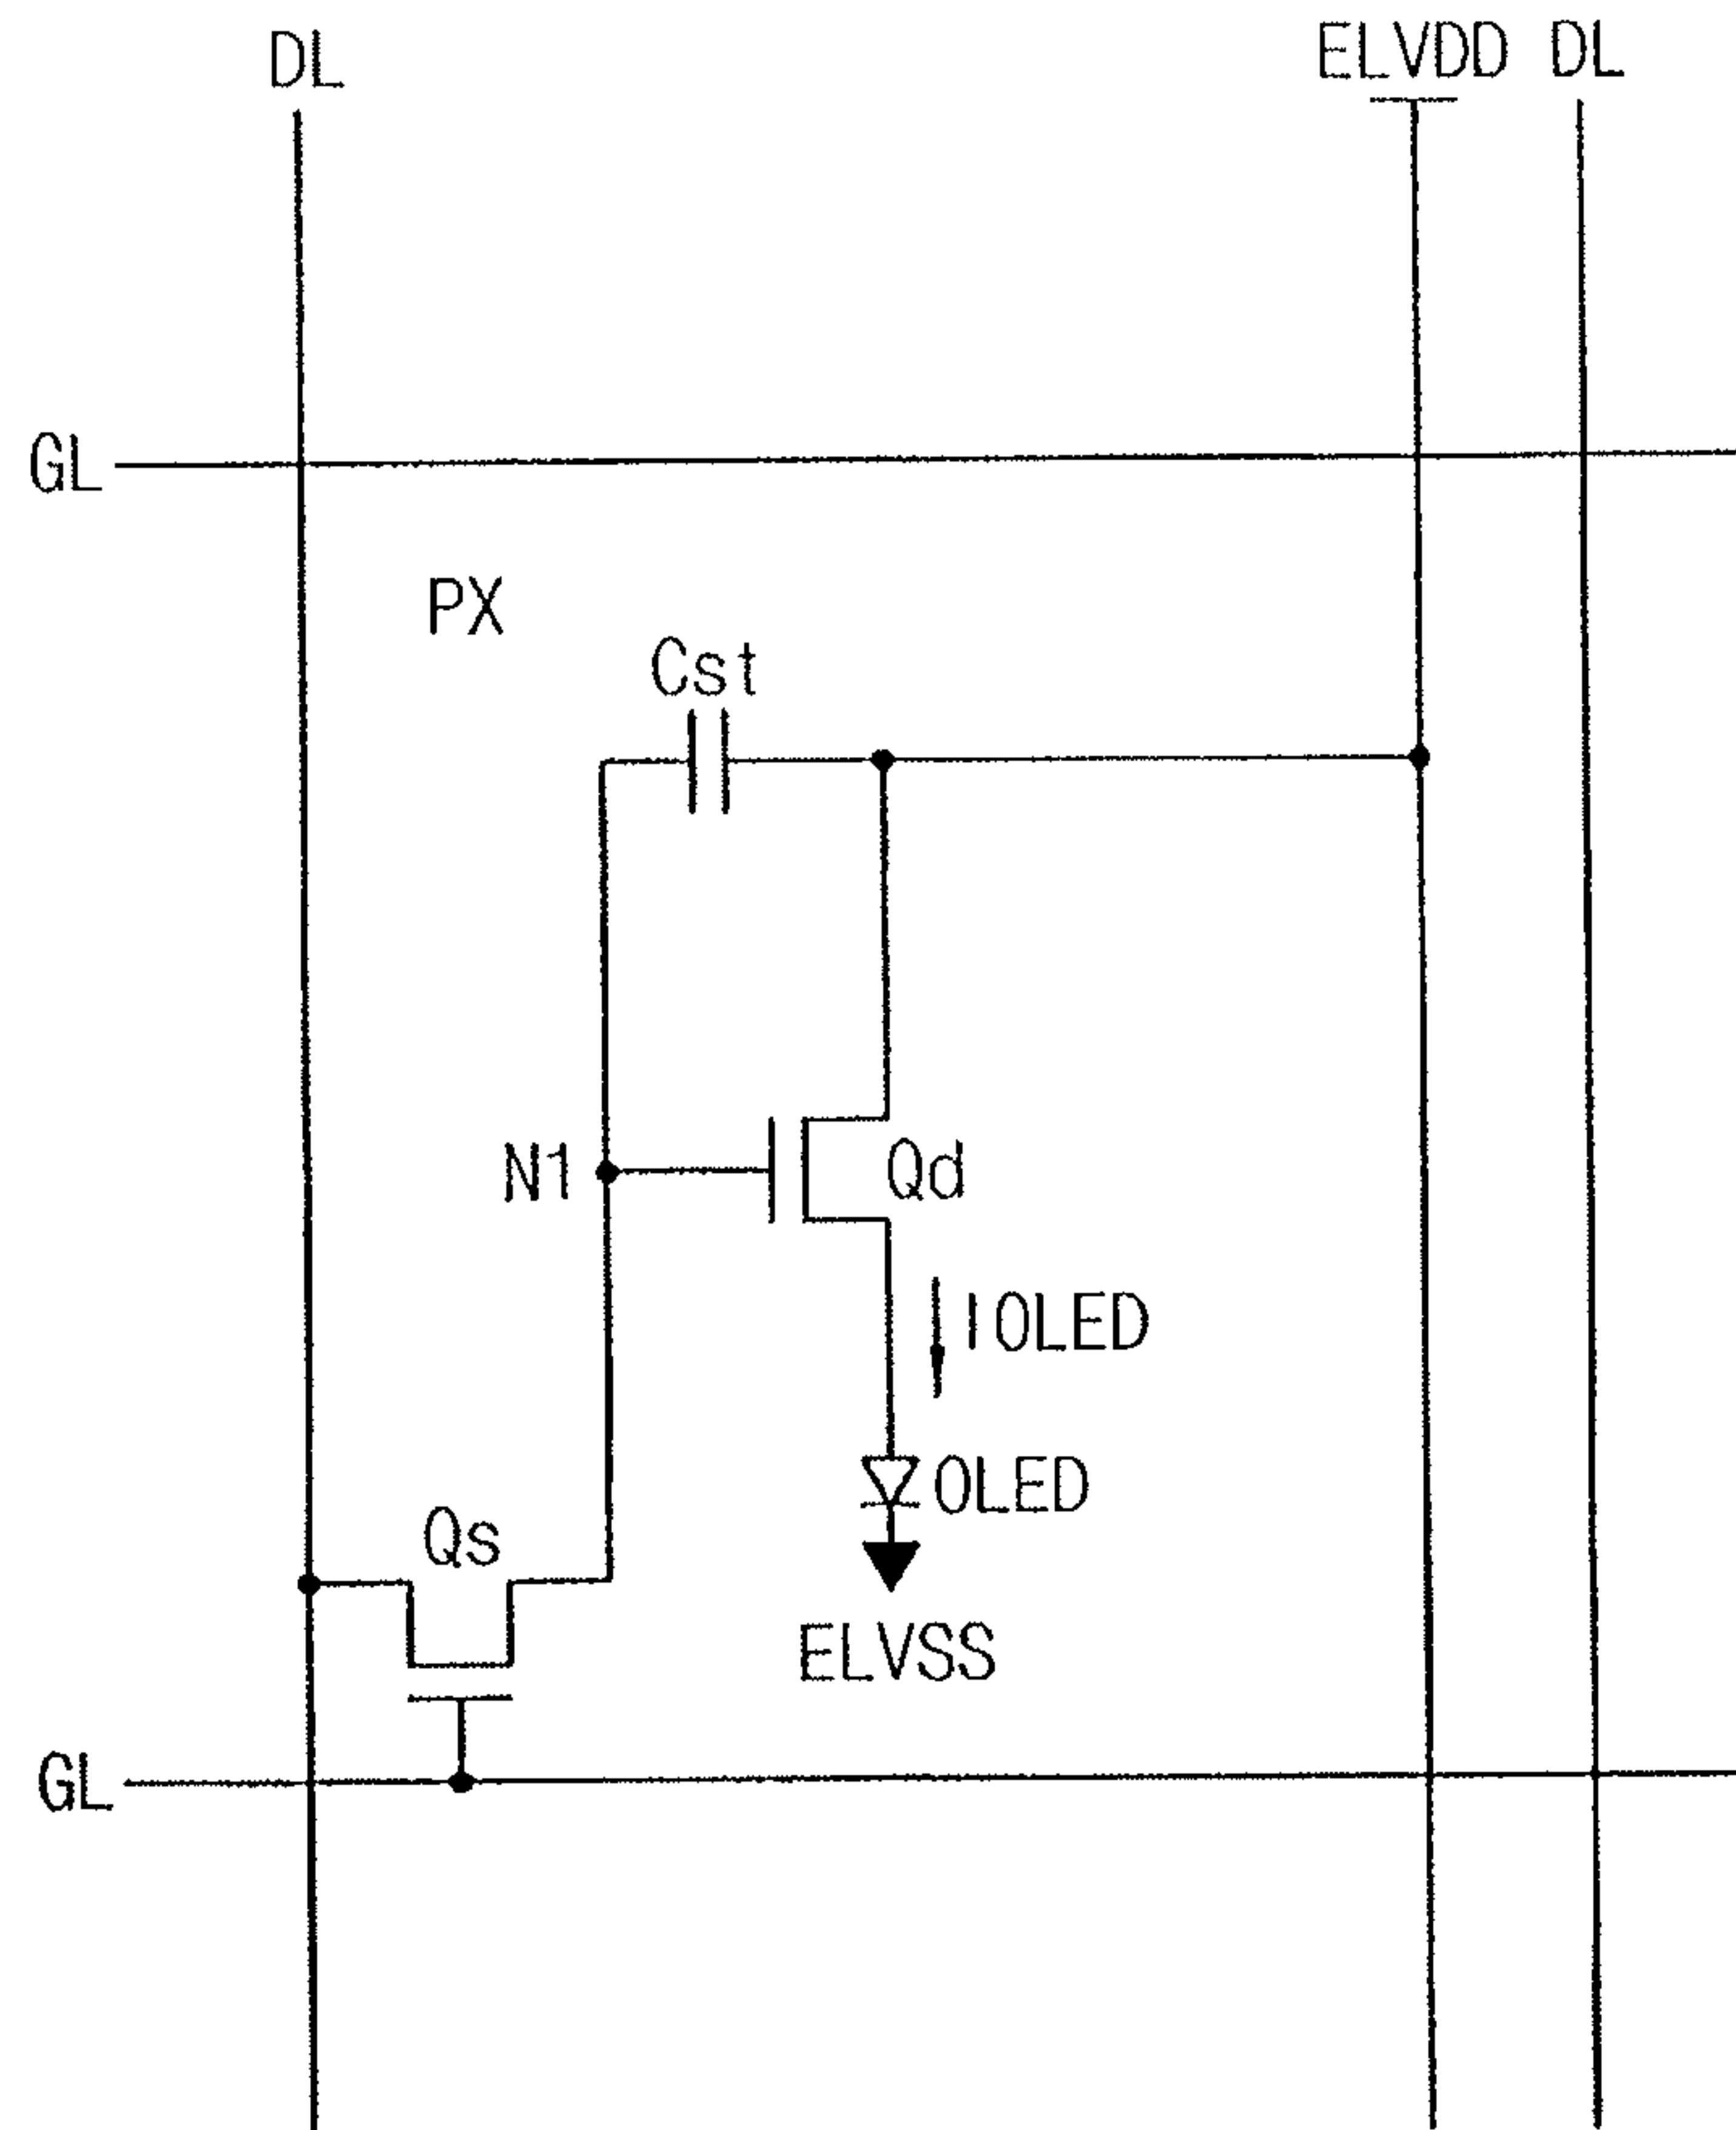 DL
ELVDD
DL
GL
PX
Cst
N1
Qd
IOLED
OLED
Qs
ELVSS
GL